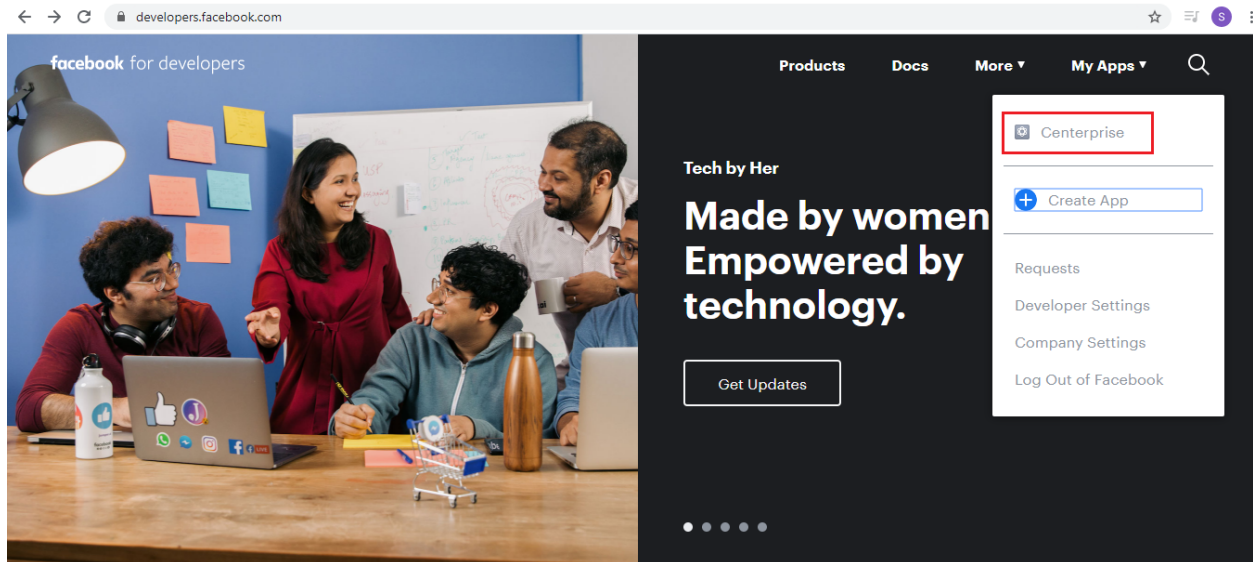 developers.facebook.com
S
facebook for developers
Products
Docs
More
My Apps
Centerprise
Create App
Requests
Developer Settings
Company Settings
Log Out of Facebook
Tech by Her
Made by women
Empowered by
technology.
Get Updates